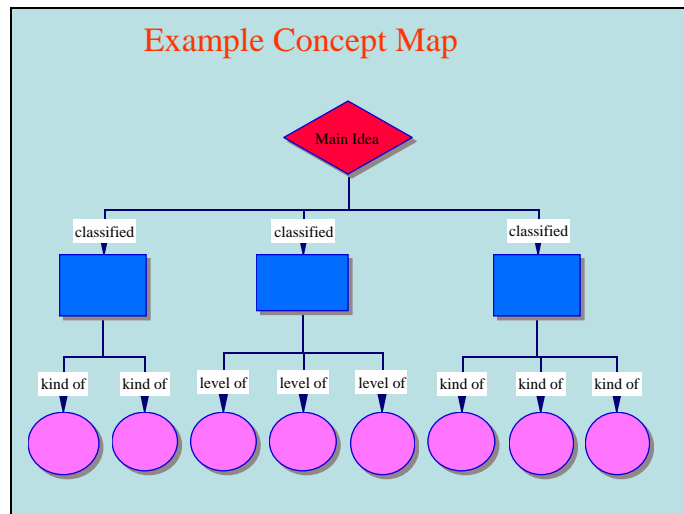 Example Concept Map
Main Idea
classified
classified
classified
kind of
kind of
level of
level of
level of
kind of
kind of
kind of